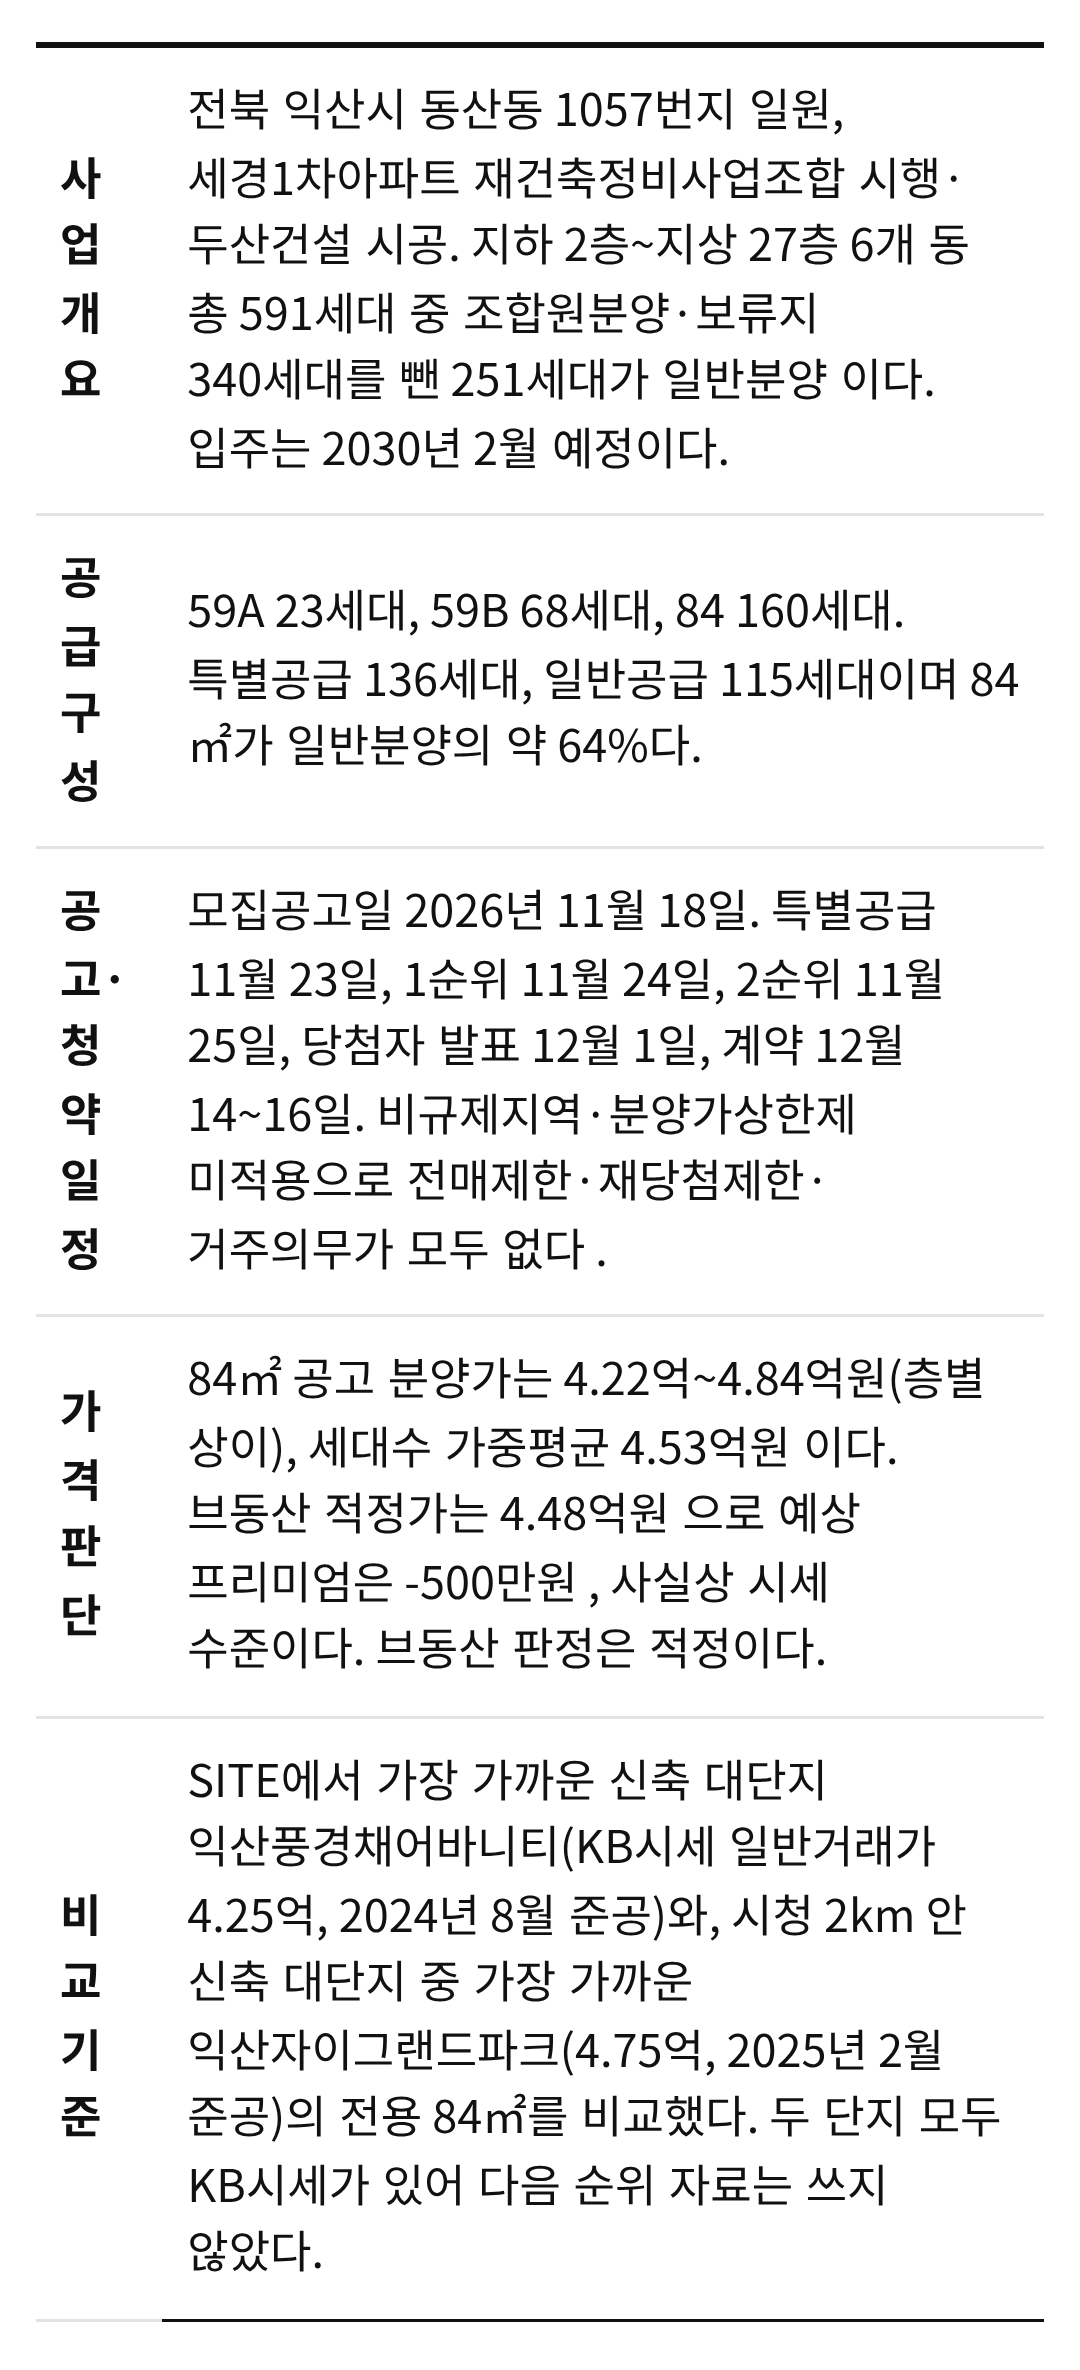 사업개요
전북 익산시 동산동 1057번지 일원,
세경1차아파트 재건축정비사업조합 시행·
두산건설 시공. 지하 2층~지상 27층 6개 동
총 591세대 중 조합원분양·보류지
340세대를 뺀 251세대가 일반분양 이다.
입주는 2030년 2월 예정이다.
공급구성
59A 23세대, 59B 68세대, 84 160세대.
특별공급 136세대, 일반공급 115세대이며 84
㎡가 일반분양의 약 64%다.
공고·청약일정
모집공고일 2026년 11월 18일. 특별공급
11월 23일, 1순위 11월 24일, 2순위 11월
25일, 당첨자 발표 12월 1일, 계약 12월
14~16일. 비규제지역·분양가상한제
미적용으로 전매제한·재당첨제한·
거주의무가 모두 없다 .
가격판단
84㎡ 공고 분양가는 4.22억~4.84억원(층별
상이), 세대수 가중평균 4.53억원 이다.
브동산 적정가는 4.48억원 으로 예상
프리미엄은 -500만원 , 사실상 시세
수준이다. 브동산 판정은 적정이다.
비교기준
SITE에서 가장 가까운 신축 대단지
익산풍경채어바니티(KB시세 일반거래가
4.25억, 2024년 8월 준공)와, 시청 2km 안
신축 대단지 중 가장 가까운
익산자이그랜드파크(4.75억, 2025년 2월
준공)의 전용 84㎡를 비교했다. 두 단지 모두
KB시세가 있어 다음 순위 자료는 쓰지
않았다.